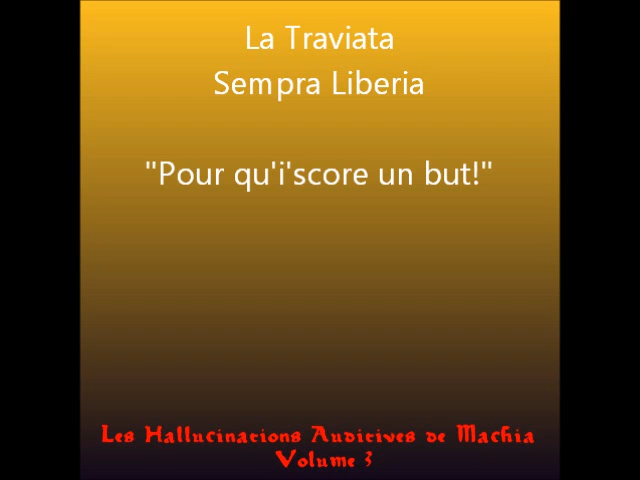 La Traviata
Sempra Liberia
"Pour qu'i'score un but!"
Les Hallucinations Auditives de Machia
Volume 3